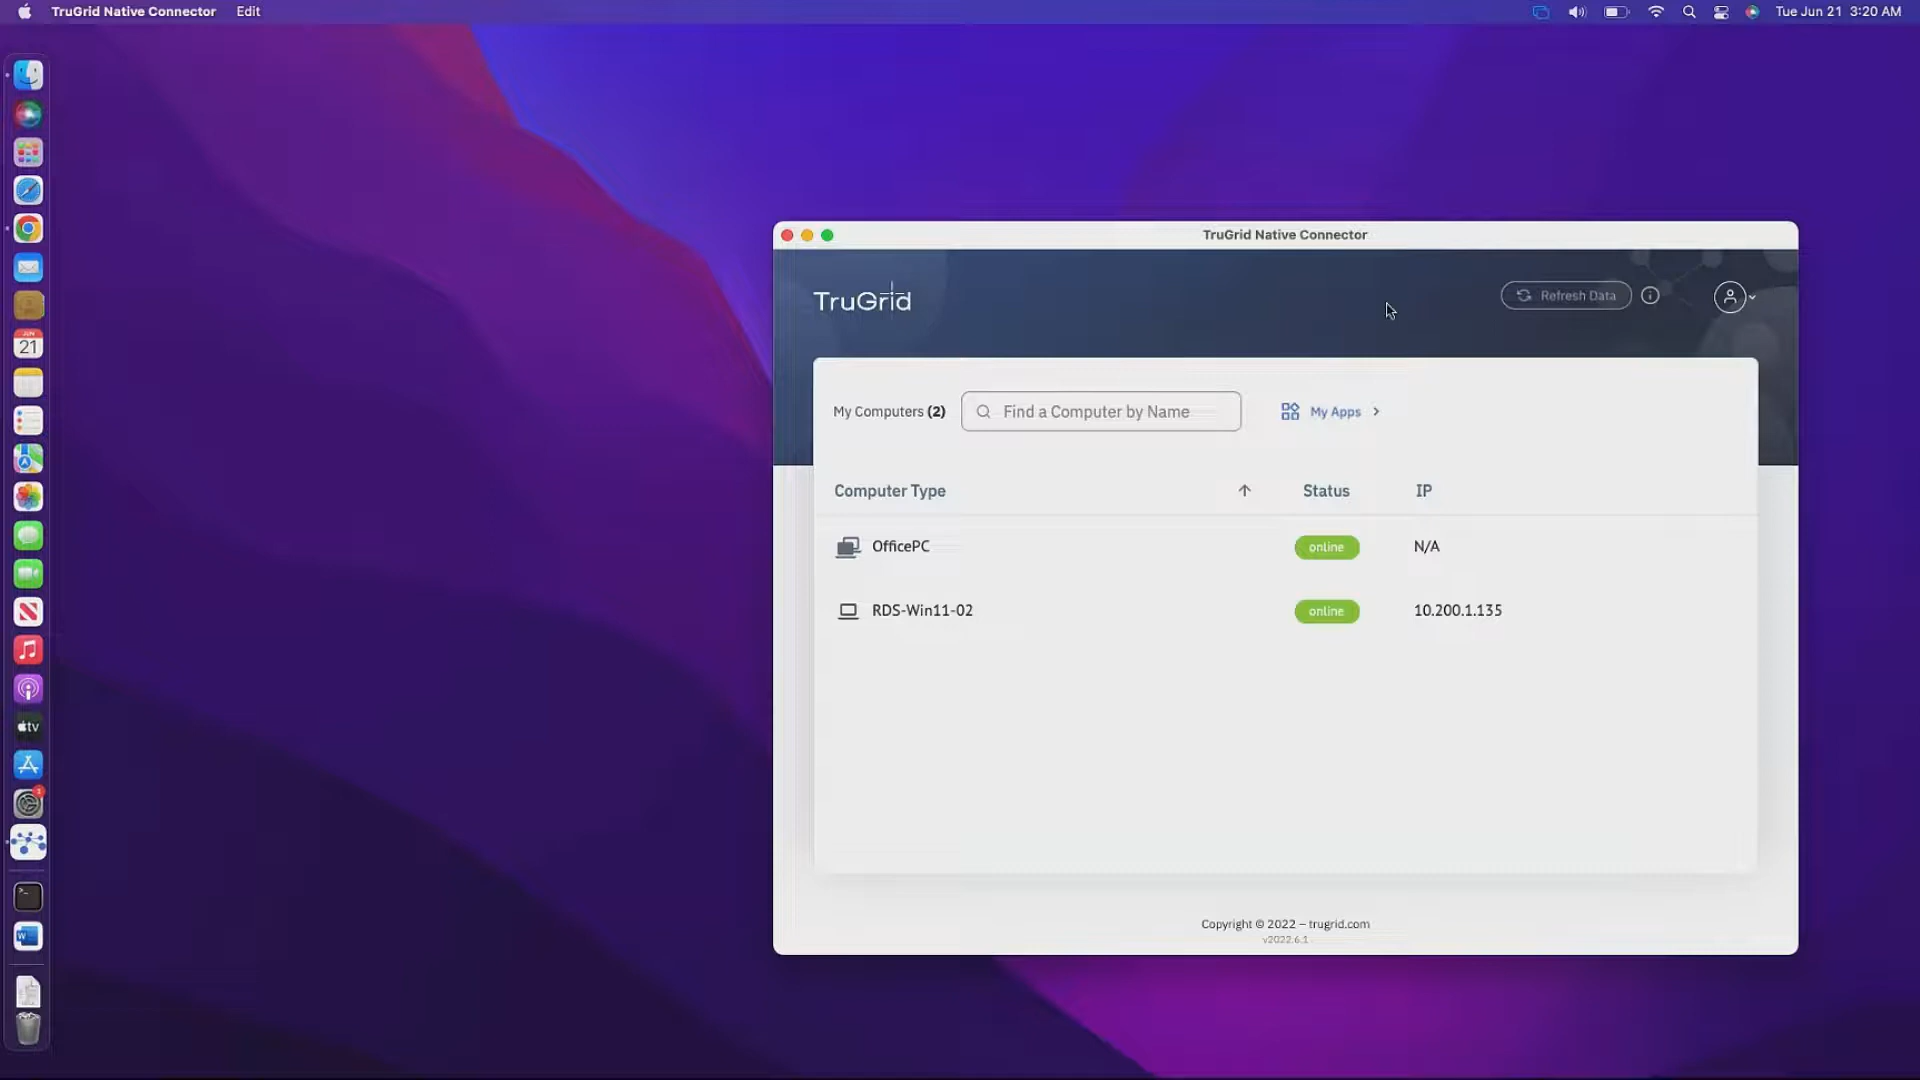 TruGrid Native Connector Edit
Tue Jun 21 3:20 AM
JUN
21
tv
1
>_
W
TruGrid Native Connector
TruGrid
Refresh Data
My Computers (2)
Find a Computer by Name
My Apps
Computer Type
Status
IP
OfficePC
online
N/A
RDS-Win11-02
online
10.200.1.135
Copyright © 2022 – trugrid.com
v2022.6.1